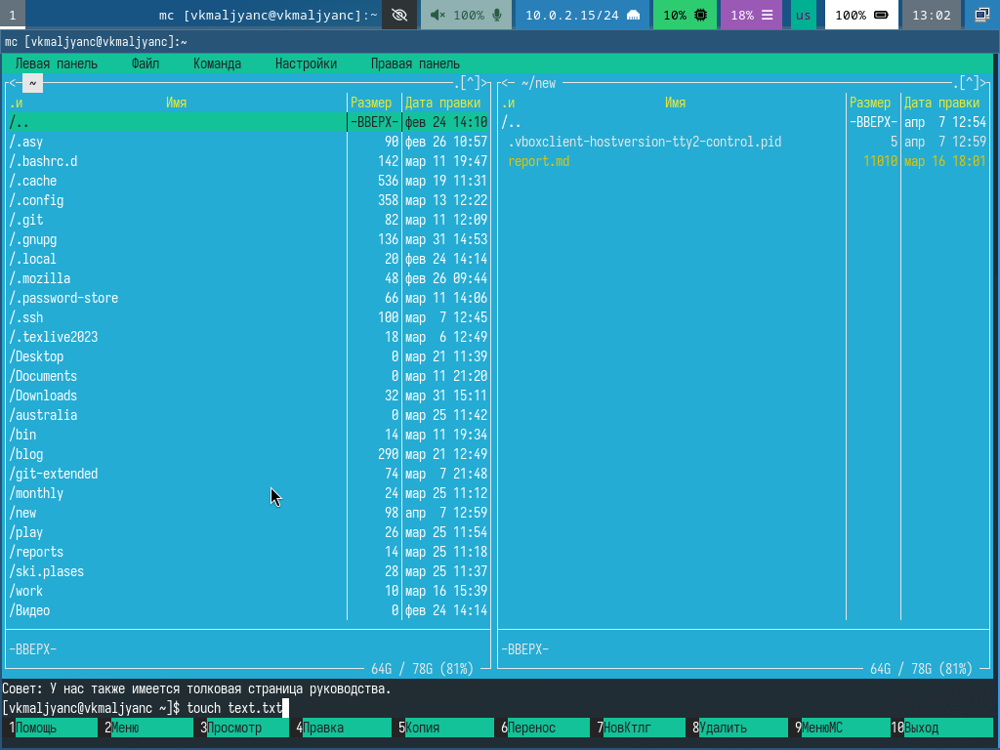 1 mc [vkmaljyanc@vkmaljyanc]:~ 100% 10.0.2.15/24 10% 18% us 100% 13:02
mc [vkmaljyanc@vkmaljyanc]:~
Левая панель Файл Команда Настройки Правая панель
<─ ~ .[^]> <─ ~/new .[^]>
.и Имя Размер Дата правки .и Имя Размер Дата правки
/.. -ВВЕРХ- фев 24 14:10 /.. -ВВЕРХ- апр 7 12:54
/.asy 90 фев 26 10:57 .vboxclient-hostversion-tty2-control.pid 5 апр 7 12:59
/.bashrc.d 142 мар 11 19:47 report.md 11010 мар 16 18:01
/.cache 536 мар 19 11:31
/.config 358 мар 13 12:22
/.git 82 мар 11 12:09
/.gnupg 136 мар 31 14:53
/.local 20 фев 24 14:14
/.mozilla 48 фев 26 09:44
/.password-store 66 мар 11 14:06
/.ssh 100 мар 7 12:45
/.texlive2023 18 мар 6 12:49
/Desktop 0 мар 21 11:39
/Documents 0 мар 11 21:20
/Downloads 32 мар 31 15:11
/australia 0 мар 25 11:42
/bin 14 мар 11 19:34
/blog 290 мар 21 12:49
/git-extended 74 мар 7 21:48
/monthly 24 мар 25 11:12
/new 98 апр 7 12:59
/play 26 мар 25 11:54
/reports 14 мар 25 11:18
/ski.plases 28 мар 25 11:37
/work 10 мар 16 15:39
/Видео 0 фев 24 14:14
-ВВЕРХ- -ВВЕРХ-
64G / 78G (81%) 64G / 78G (81%)
Совет: У нас также имеется толковая страница руководства.
[vkmaljyanc@vkmaljyanc ~]$ touch text.txt
1Помощь 2Меню 3Просмотр 4Правка 5Копия 6Перенос 7НовКтлг 8Удалить 9МенюMC 10Выход